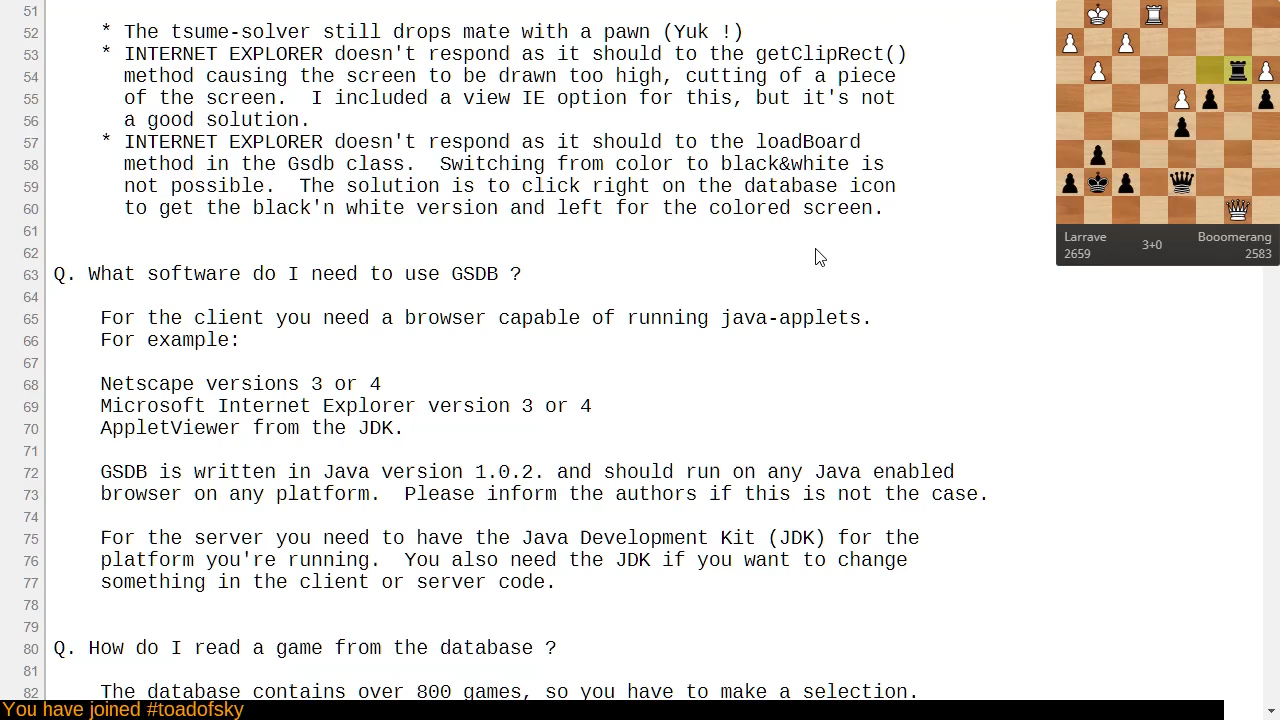 51
52 * The tsume-solver still drops mate with a pawn (Yuk !)
53 * INTERNET EXPLORER doesn't respond as it should to the getClipRect()
54 method causing the screen to be drawn too high, cutting of a piece
55 of the screen. I included a view IE option for this, but it's not
56 a good solution.
57 * INTERNET EXPLORER doesn't respond as it should to the loadBoard
58 method in the Gsdb class. Switching from color to black&white is
59 not possible. The solution is to click right on the database icon
60 to get the black'n white version and left for the colored screen.
61
62
63 Q. What software do I need to use GSDB ?
64
65 For the client you need a browser capable of running java-applets.
66 For example:
67
68 Netscape versions 3 or 4
69 Microsoft Internet Explorer version 3 or 4
70 AppletViewer from the JDK.
71
72 GSDB is written in Java version 1.0.2. and should run on any Java enabled
73 browser on any platform. Please inform the authors if this is not the case.
74
75 For the server you need to have the Java Development Kit (JDK) for the
76 platform you're running. You also need the JDK if you want to change
77 something in the client or server code.
78
79
80 Q. How do I read a game from the database ?
81
82 The database contains over 800 games, so you have to make a selection.
Larrave 3+0 Booomerang
2659 2583
You have joined #toadofsky